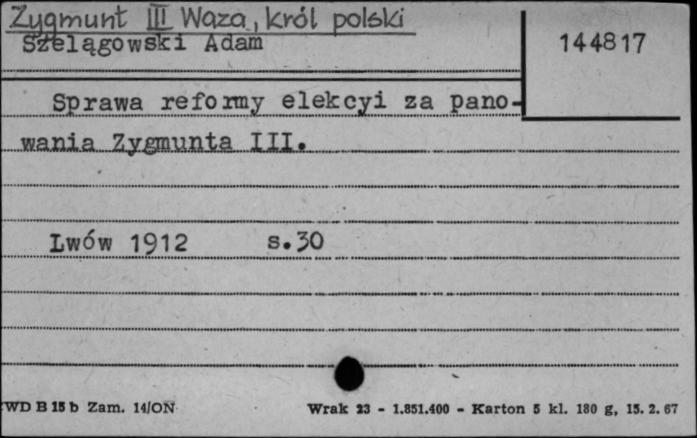 Zygmunt III Waza, król polski
Szelągowski Adam
144817
Sprawa reformy elekcyi za pano-
wania Zygmunta III.
Lwów 1912 s.30
WD B 15 b Zam. 14/ON
Wrak 23 - 1.851.400 - Karton 5 kl. 180 g, 15. 2. 67